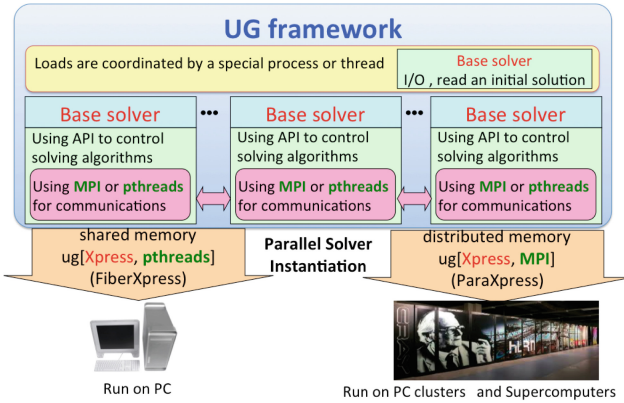 UG framework
Loads are coordinated by a special process or thread
Base solver
I/O , read an initial solution
Base solver
Using API to control
solving algorithms
Using MPI or pthreads
for communications
•••
Base solver
Using API to control
solving algorithms
Using MPI or pthreads
for communications
•••
Base solver
Using API to control
solving algorithms
Using MPI or pthreads
for communications
shared memory
ug[Xpress, pthreads]
(FiberXpress)
Parallel Solver
Instantiation
distributed memory
ug[Xpress, MPI]
(ParaXpress)
Run on PC
Run on PC clusters and Supercomputers